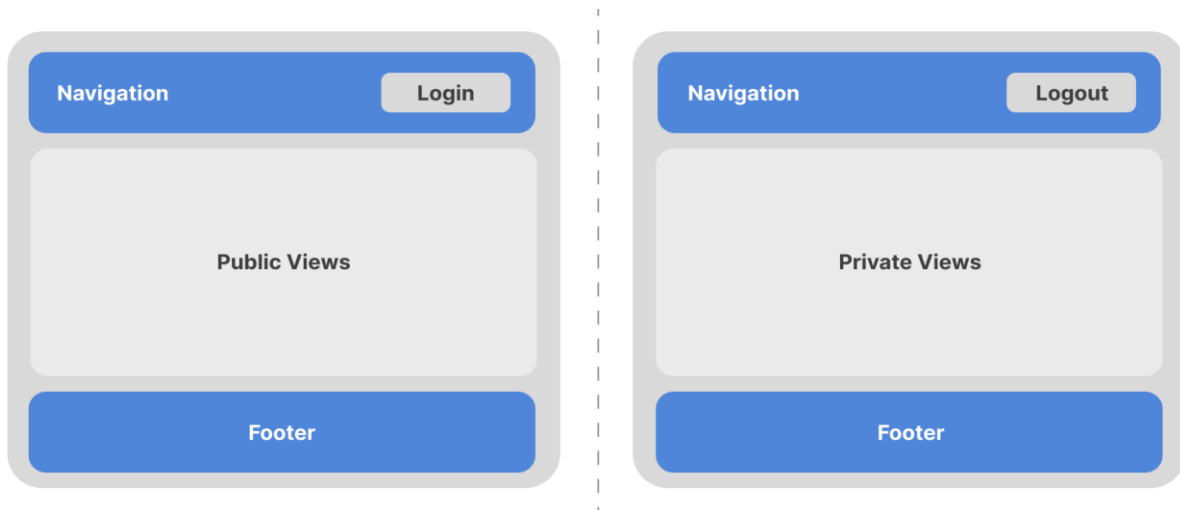 Navigation
Login
Public Views
Footer
Navigation
Logout
Private Views
Footer